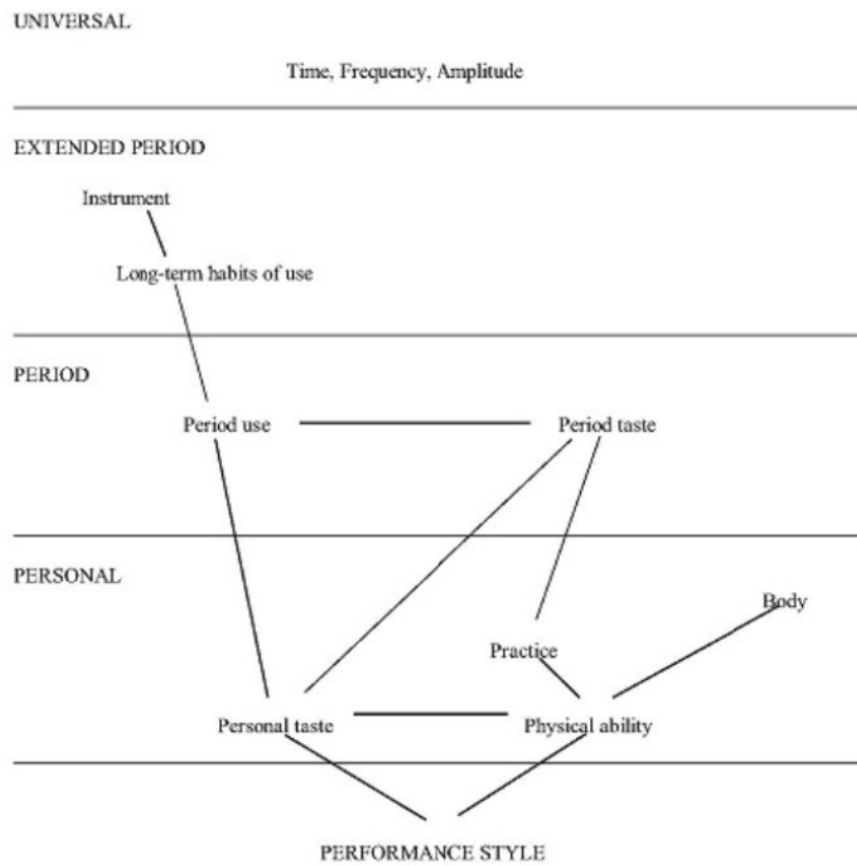 UNIVERSAL
Time, Frequency, Amplitude
EXTENDED PERIOD
Instrument
Long-term habits of use
PERIOD
Period use
Period taste
PERSONAL
Body
Practice
Personal taste
Physical ability
PERFORMANCE STYLE